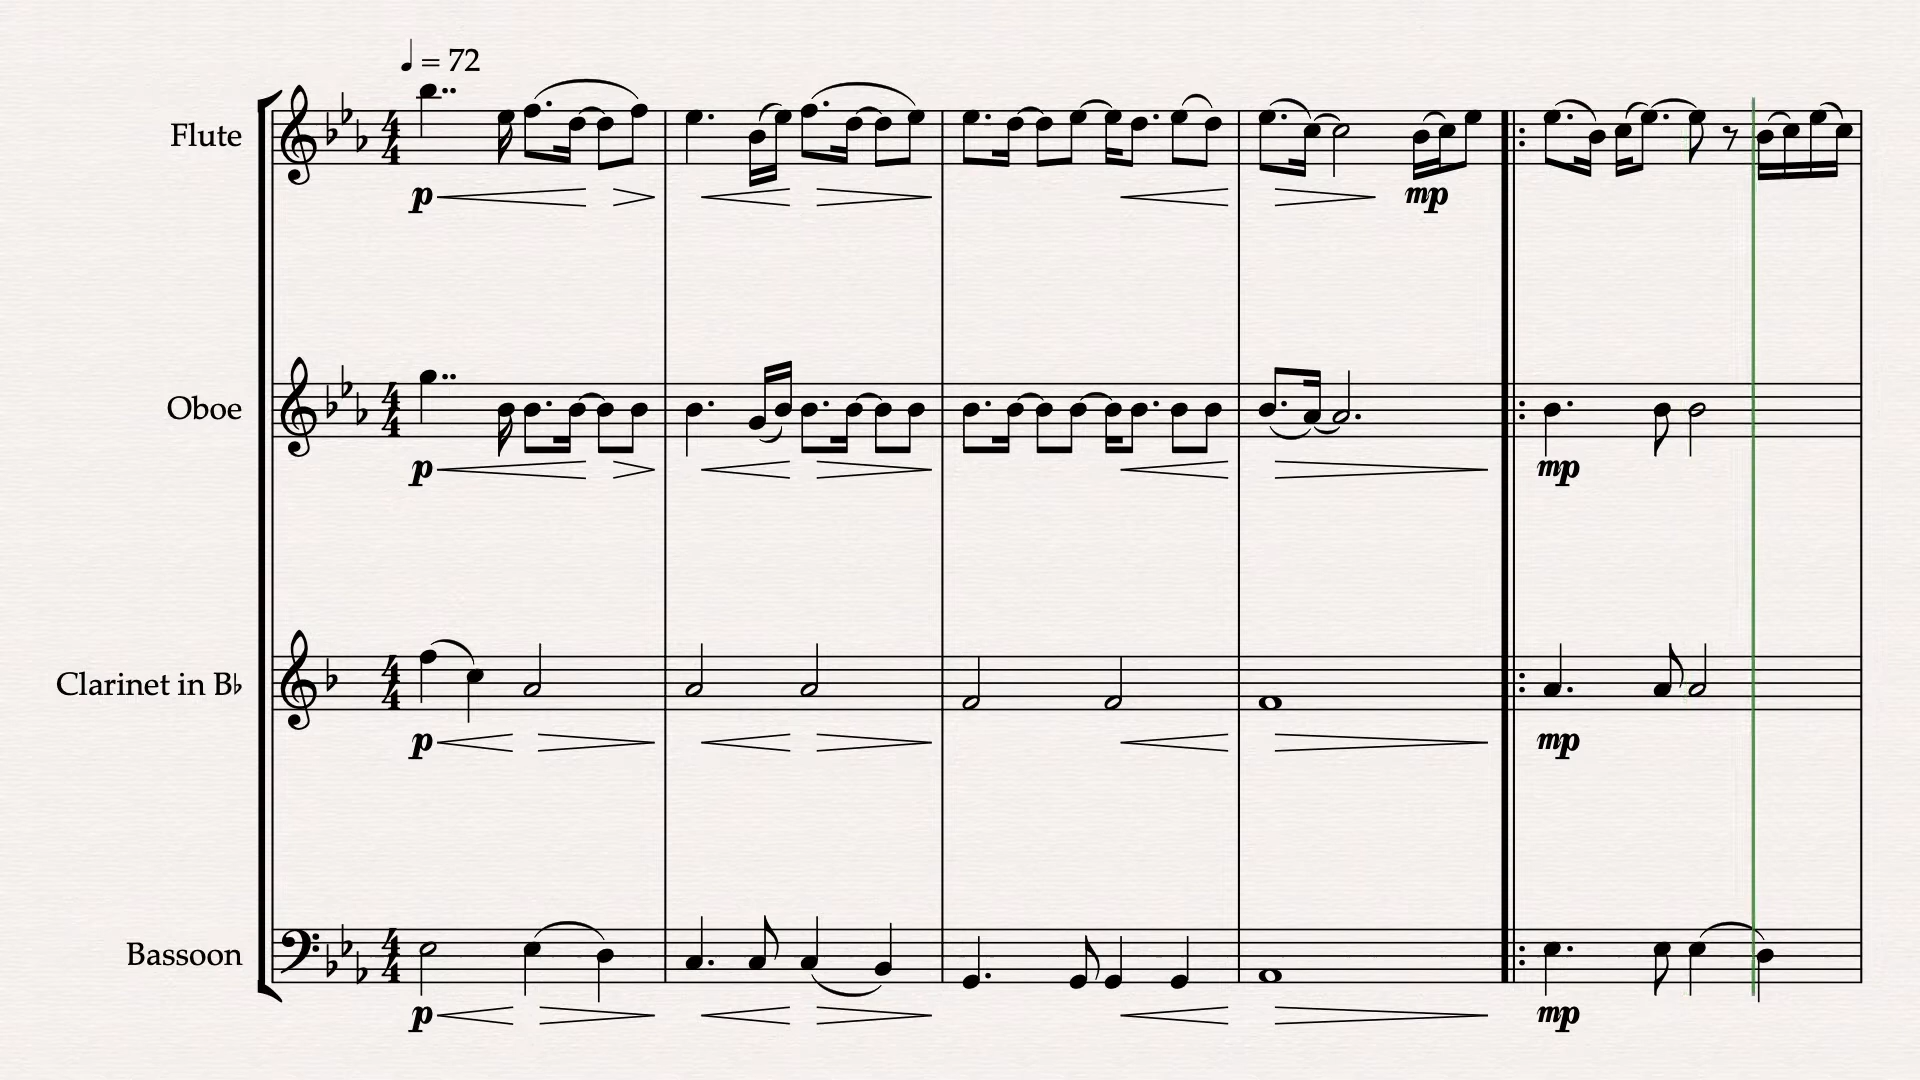 ♩ = 72
Flute
p
mp
Oboe
p
mp
Clarinet in B♭
p
mp
Bassoon
p
mp